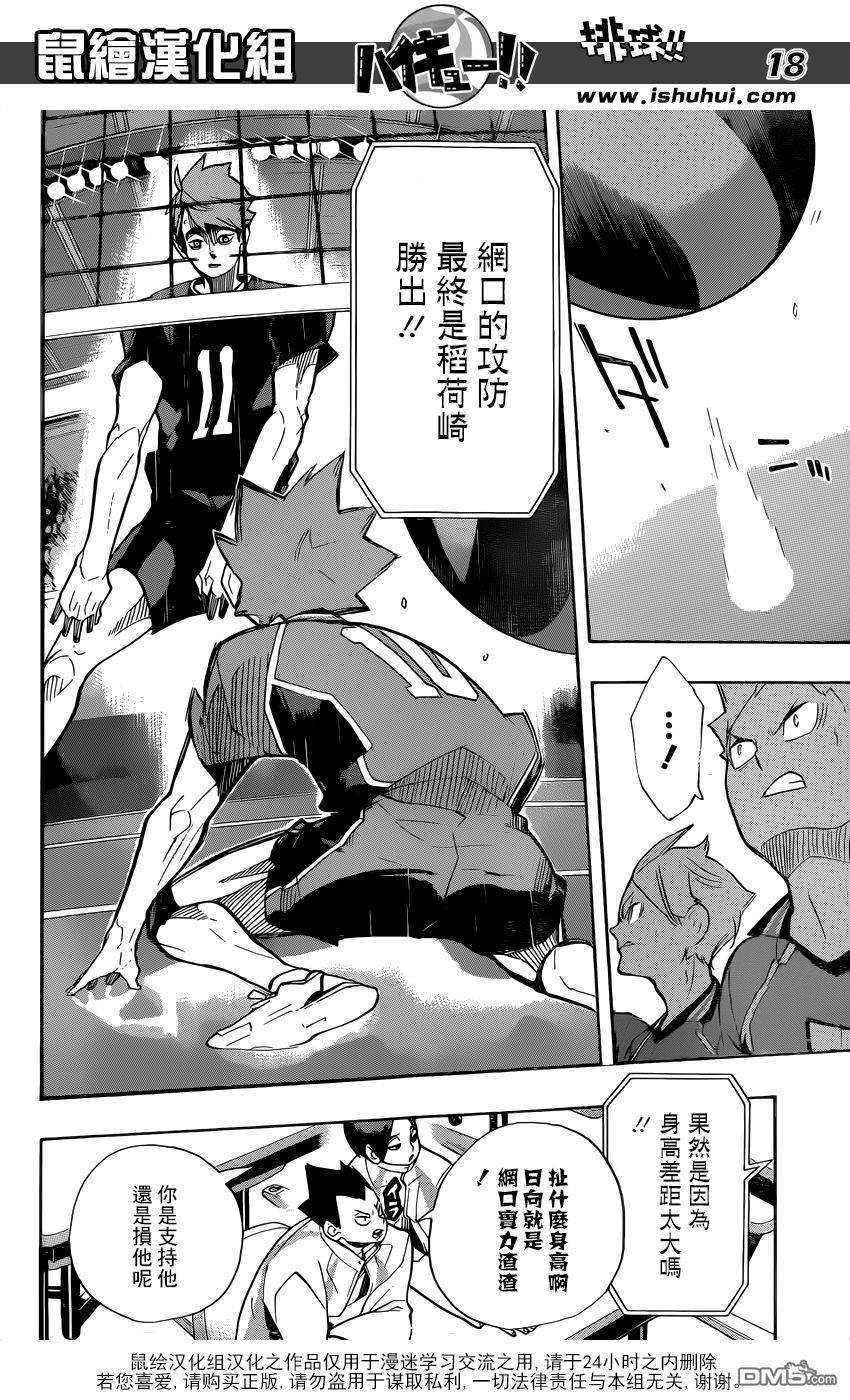 鼠繪漢化組
ハイキュー!!
排球!!
18
www.ishuhui.com
網口的攻防
最終是稻荷崎
勝出!!
ダ
ン
11
10
…!
果然是因為
身高差距太大嗎
!!
扯什麼身高啊
日向就是
網口實力渣渣
!
你是支持他
還是損他呢
鼠绘汉化组汉化之作品仅用于漫迷学习交流之用, 请于24小时之内删除
若您喜爱, 请购买正版, 请勿盗用于谋取私利, 一切法律责任与本组无关, 谢谢。
DM5.com